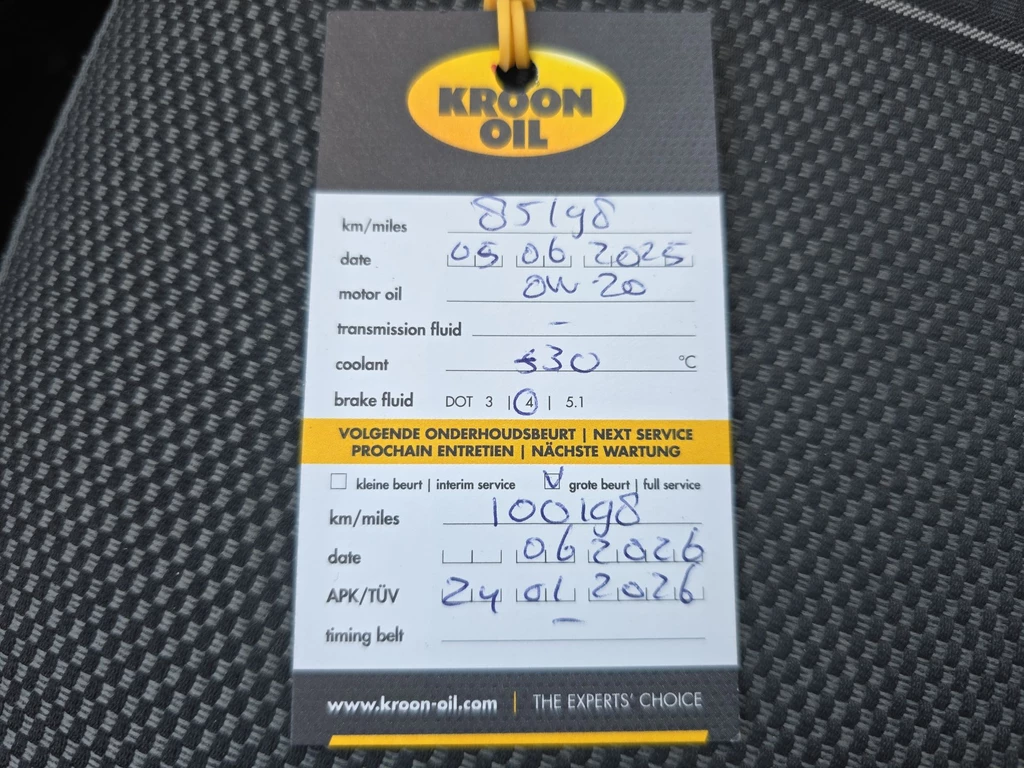 KROON
OIL
km/miles 85198
date 05 06 2025
motor oil 0W-20
transmission fluid -
coolant 30 °C
brake fluid DOT 3 | 4 | 5.1
VOLGENDE ONDERHOUDSBEURT | NEXT SERVICE
PROCHAIN ENTRETIEN | NÄCHSTE WARTUNG
kleine beurt | interim service grote beurt | full service
km/miles 100198
date 06 2026
APK/TÜV 24 01 2026
timing belt -
www.kroon-oil.com | THE EXPERTS' CHOICE